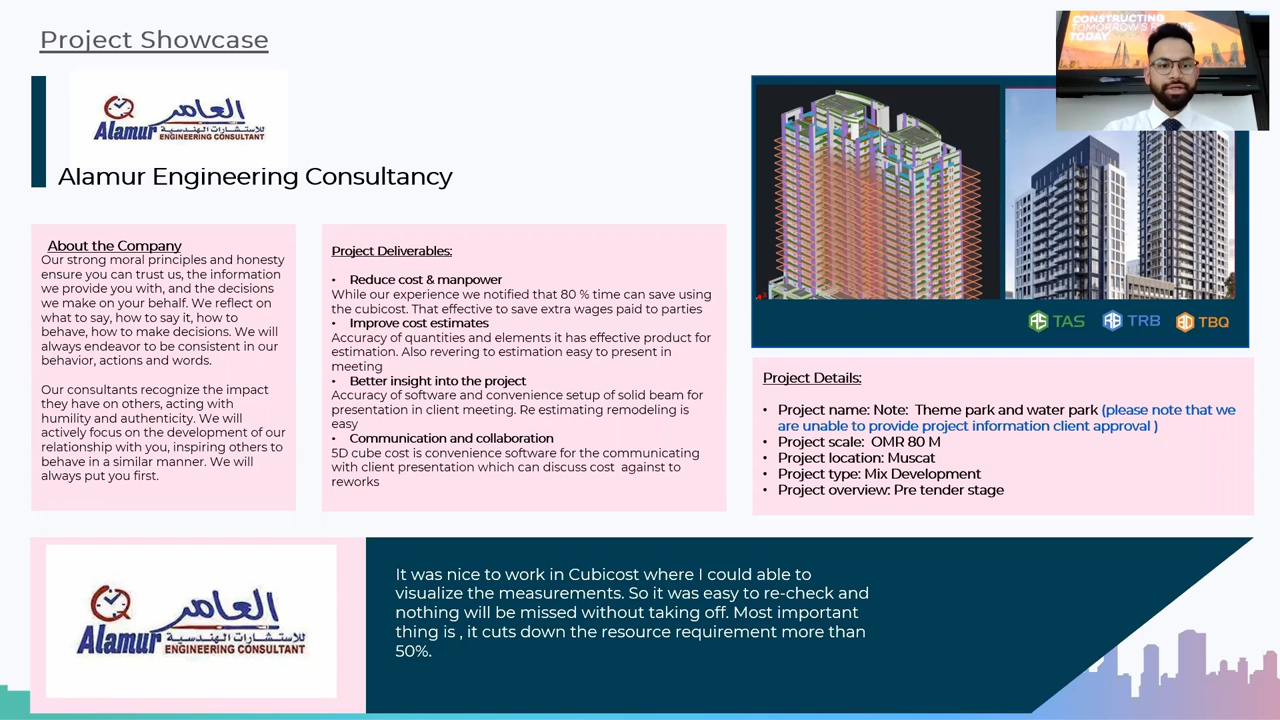 Project Showcase
CONSTRUCTING
TOMORROW'S FUTURE,
TODAY.
العامر
للاستشارات الهندسية
Alamur ENGINEERING CONSULTANT
Alamur Engineering Consultancy
About the Company
Our strong moral principles and honesty
ensure you can trust us, the information
we provide you with, and the decisions
we make on your behalf. We reflect on
what to say, how to say it, how to
behave, how to make decisions. We will
always endeavor to be consistent in our
behavior, actions and words.
Our consultants recognize the impact
they have on others, acting with
humility and authenticity. We will
actively focus on the development of our
relationship with you, inspiring others to
behave in a similar manner. We will
always put you first.
Project Deliverables:
• Reduce cost & manpower
While our experience we notified that 80 % time can save using
the cubicost. That effective to save extra wages paid to parties
• Improve cost estimates
Accuracy of quantities and elements it has effective product for
estimation. Also revering to estimation easy to present in
meeting
• Better insight into the project
Accuracy of software and convenience setup of solid beam for
presentation in client meeting. Re estimating remodeling is
easy
• Communication and collaboration
5D cube cost is convenience software for the communicating
with client presentation which can discuss cost against to
reworks
TAS TRB TBQ
Project Details:
• Project name: Note: Theme park and water park (please note that we
are unable to provide project information client approval )
• Project scale: OMR 80 M
• Project location: Muscat
• Project type: Mix Development
• Project overview: Pre tender stage
العامر
للاستشارات الهندسية
Alamur ENGINEERING CONSULTANT
It was nice to work in Cubicost where I could able to
visualize the measurements. So it was easy to re-check and
nothing will be missed without taking off. Most important
thing is , it cuts down the resource requirement more than
50%.